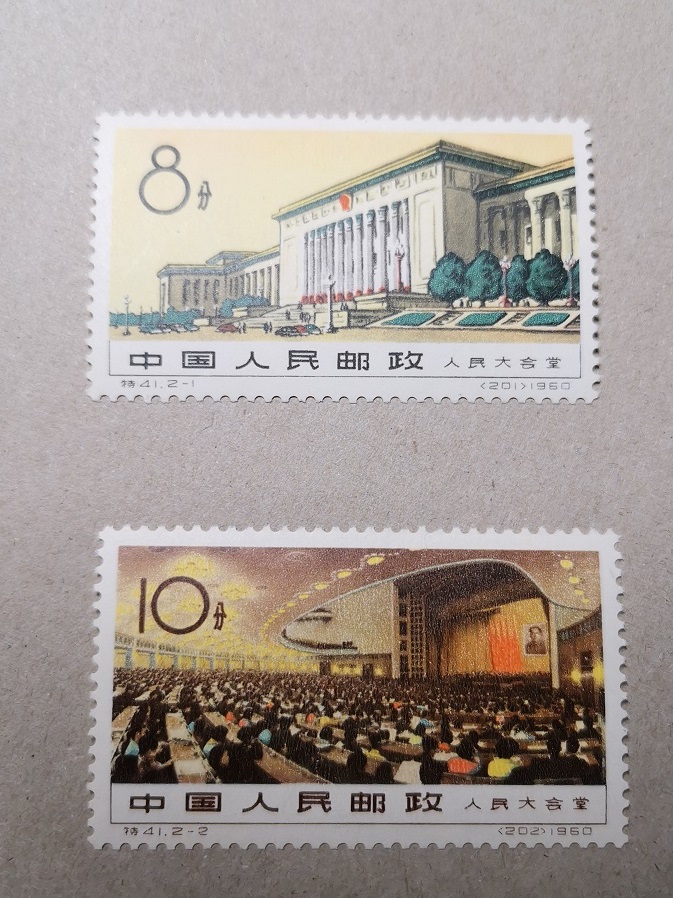 8分
中国人民邮政 人民大会堂
特41.2-1 <201>1960
10分
中国人民邮政 人民大会堂
特41.2-2 <202>1960